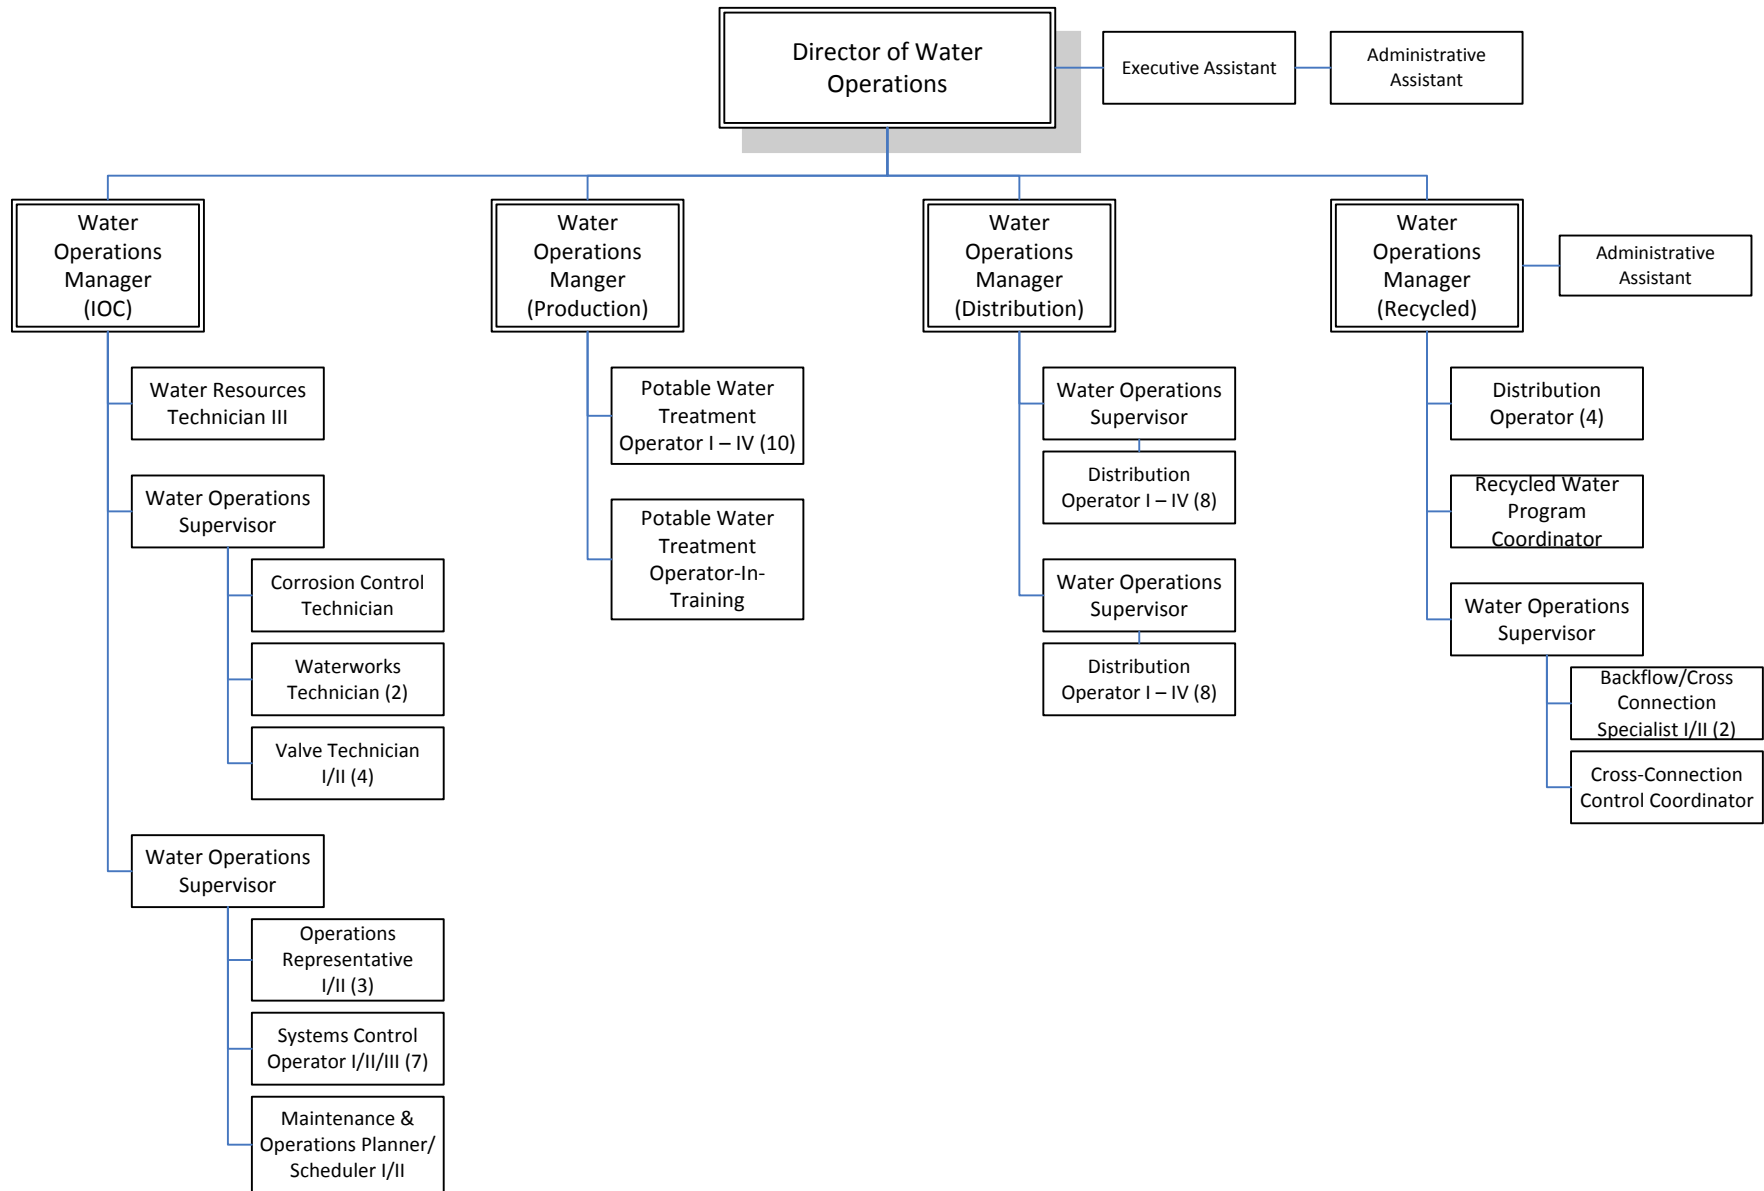 Director of Water
Operations
Executive Assistant
Administrative
Assistant
Water
Operations
Manager
(IOC)
Water
Operations
Manger
(Production)
Water
Operations
Manager
(Distribution)
Water
Operations
Manager
(Recycled)
Administrative
Assistant
Water Resources
Technician III
Water Operations
Supervisor
Corrosion Control
Technician
Waterworks
Technician (2)
Valve Technician
I/II (4)
Water Operations
Supervisor
Operations
Representative
I/II (3)
Systems Control
Operator I/II/III (7)
Maintenance &
Operations Planner/
Scheduler I/II
Potable Water
Treatment
Operator I – IV (10)
Potable Water
Treatment
Operator-In-
Training
Water Operations
Supervisor
Distribution
Operator I – IV (8)
Water Operations
Supervisor
Distribution
Operator I – IV (8)
Distribution
Operator (4)
Recycled Water
Program
Coordinator
Water Operations
Supervisor
Backflow/Cross
Connection
Specialist I/II (2)
Cross-Connection
Control Coordinator